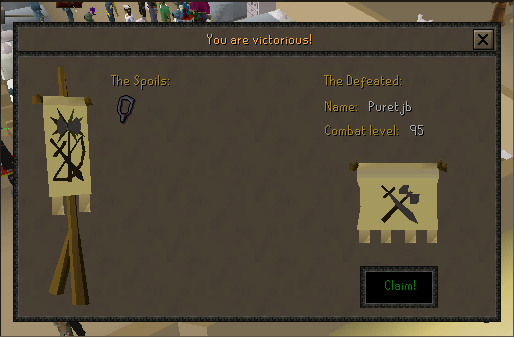 You are victorious!
The Spoils:
The Defeated:
Name: Puretjb
Combat level: 95
Claim!